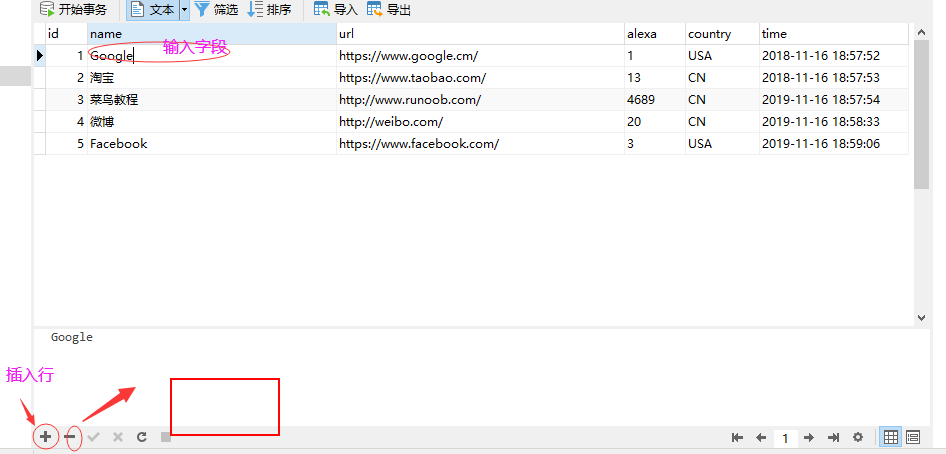 开始事务 文本 筛选 排序 导入 导出
id name url alexa country time
1 Google 输入字段 https://www.google.cm/ 1 USA 2018-11-16 18:57:52
2 淘宝 https://www.taobao.com/ 13 CN 2018-11-16 18:57:53
3 菜鸟教程 http://www.runoob.com/ 4689 CN 2019-11-16 18:57:54
4 微博 http://weibo.com/ 20 CN 2019-11-16 18:58:33
5 Facebook https://www.facebook.com/ 3 USA 2019-11-16 18:59:06
Google
插入行
1